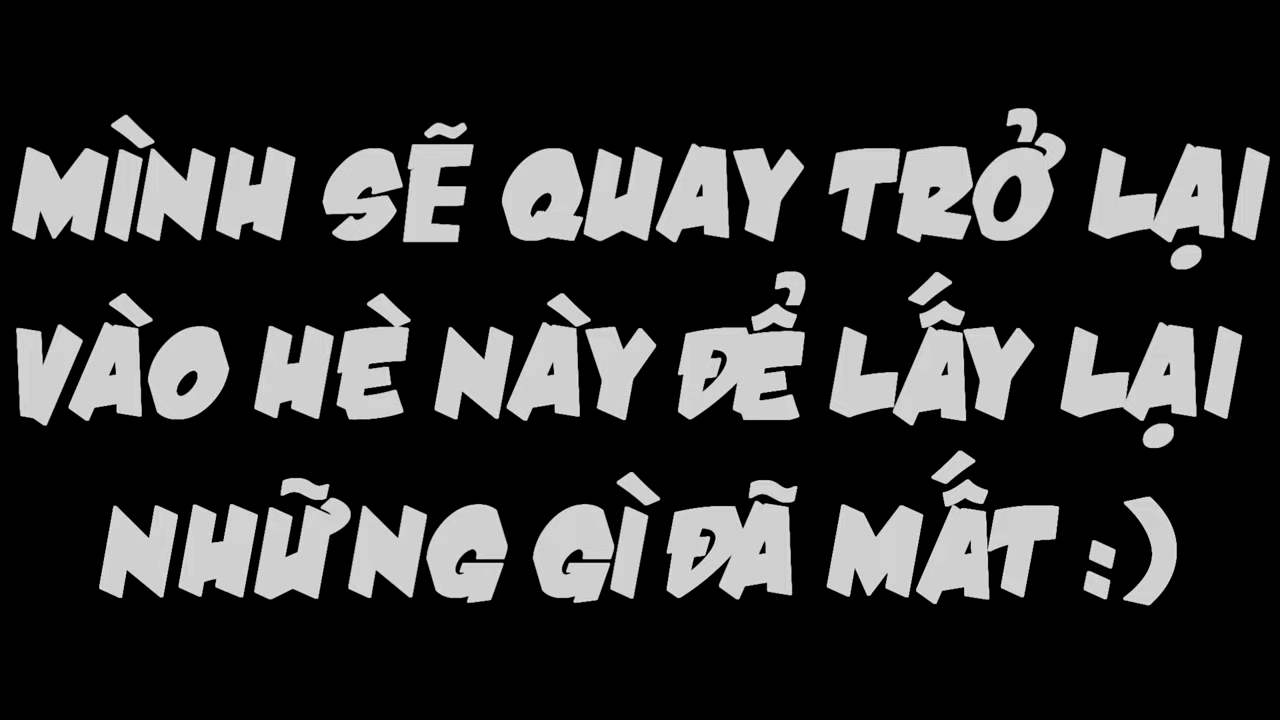 MÌNH SẼ QUAY TRỞ LẠI
VÀO HÈ NÀY ĐỂ LẤY LẠI
NHỮNG GÌ ĐÃ MẤT :)